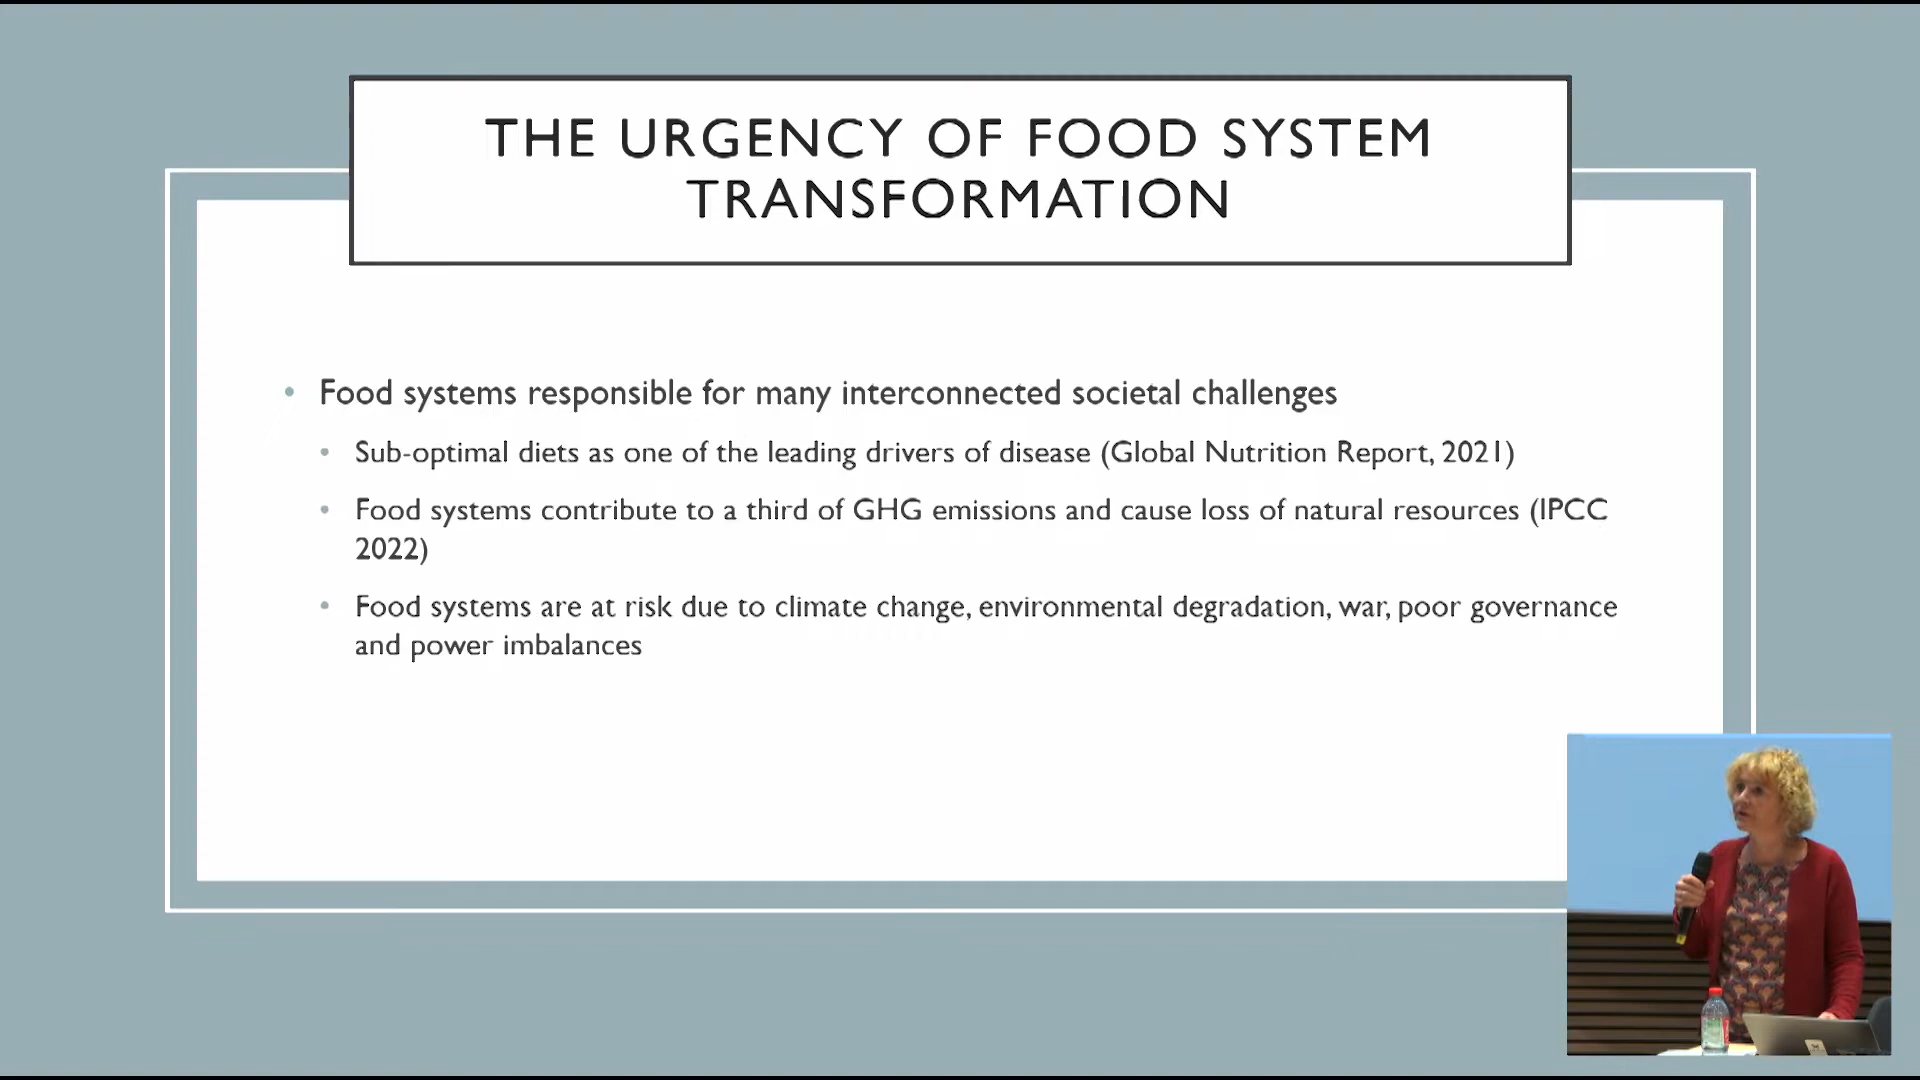 THE URGENCY OF FOOD SYSTEM
TRANSFORMATION
• Food systems responsible for many interconnected societal challenges
• Sub-optimal diets as one of the leading drivers of disease (Global Nutrition Report, 2021)
• Food systems contribute to a third of GHG emissions and cause loss of natural resources (IPCC
2022)
• Food systems are at risk due to climate change, environmental degradation, war, poor governance
and power imbalances